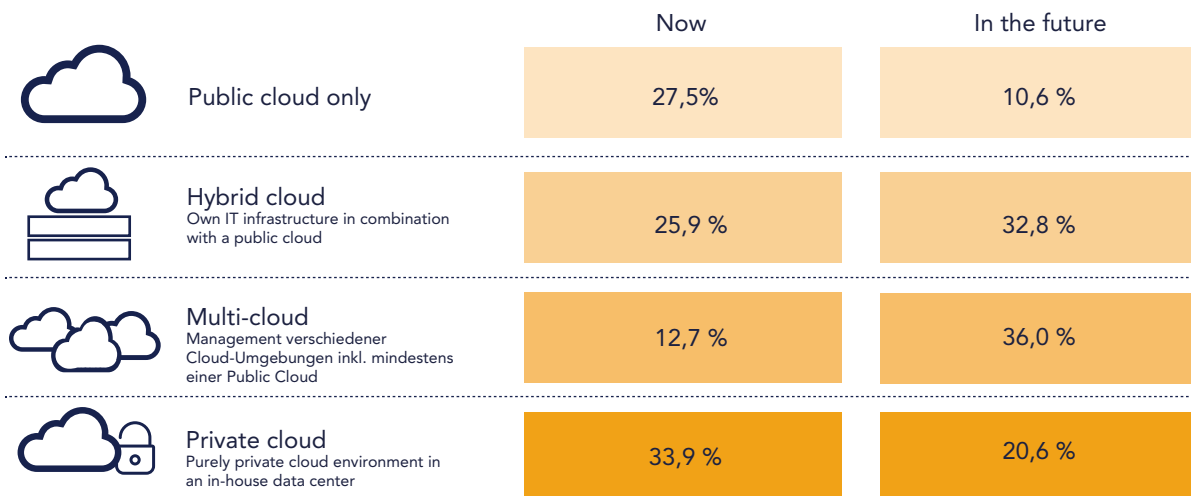 Now In the future
Public cloud only 27,5% 10,6 %
Hybrid cloud
Own IT infrastructure in combination
with a public cloud
25,9 % 32,8 %
Multi-cloud
Management verschiedener
Cloud-Umgebungen inkl. mindestens
einer Public Cloud
12,7 % 36,0 %
Private cloud
Purely private cloud environment in
an in-house data center
33,9 % 20,6 %